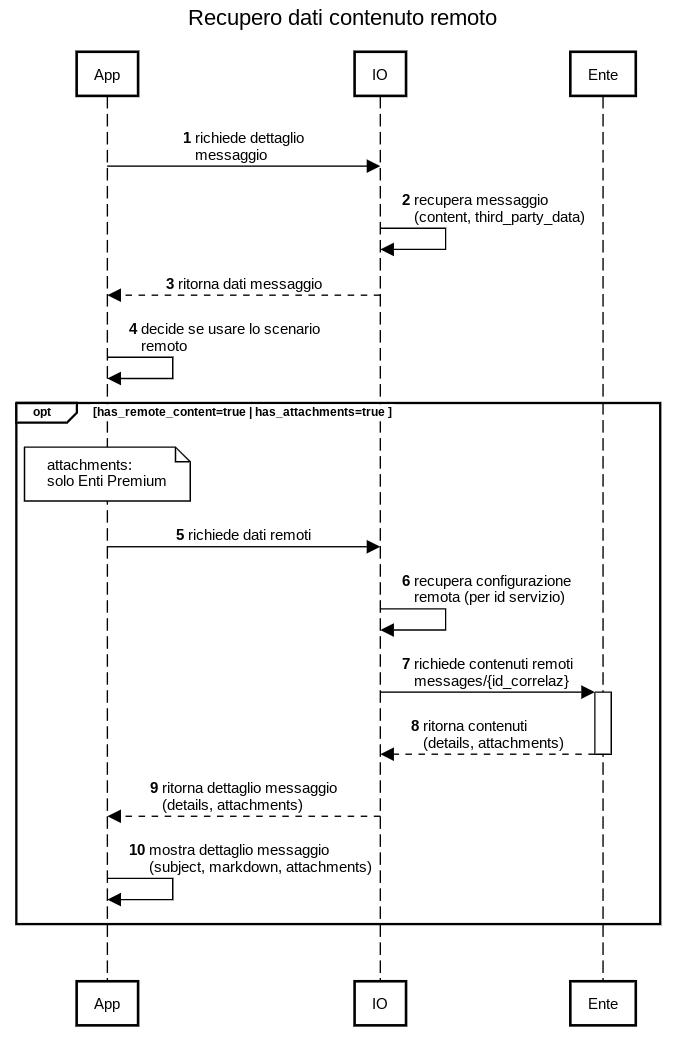 Recupero dati contenuto remoto
App
IO
Ente
1 richiede dettaglio
messaggio
2 recupera messaggio
(content, third_party_data)
3 ritorna dati messaggio
4 decide se usare lo scenario
remoto
opt
[has_remote_content=true | has_attachments=true ]
attachments:
solo Enti Premium
5 richiede dati remoti
6 recupera configurazione
remota (per id servizio)
7 richiede contenuti remoti
messages/{id_correlaz}
8 ritorna contenuti
(details, attachments)
9 ritorna dettaglio messaggio
(details, attachments)
10 mostra dettaglio messaggio
(subject, markdown, attachments)
App
IO
Ente